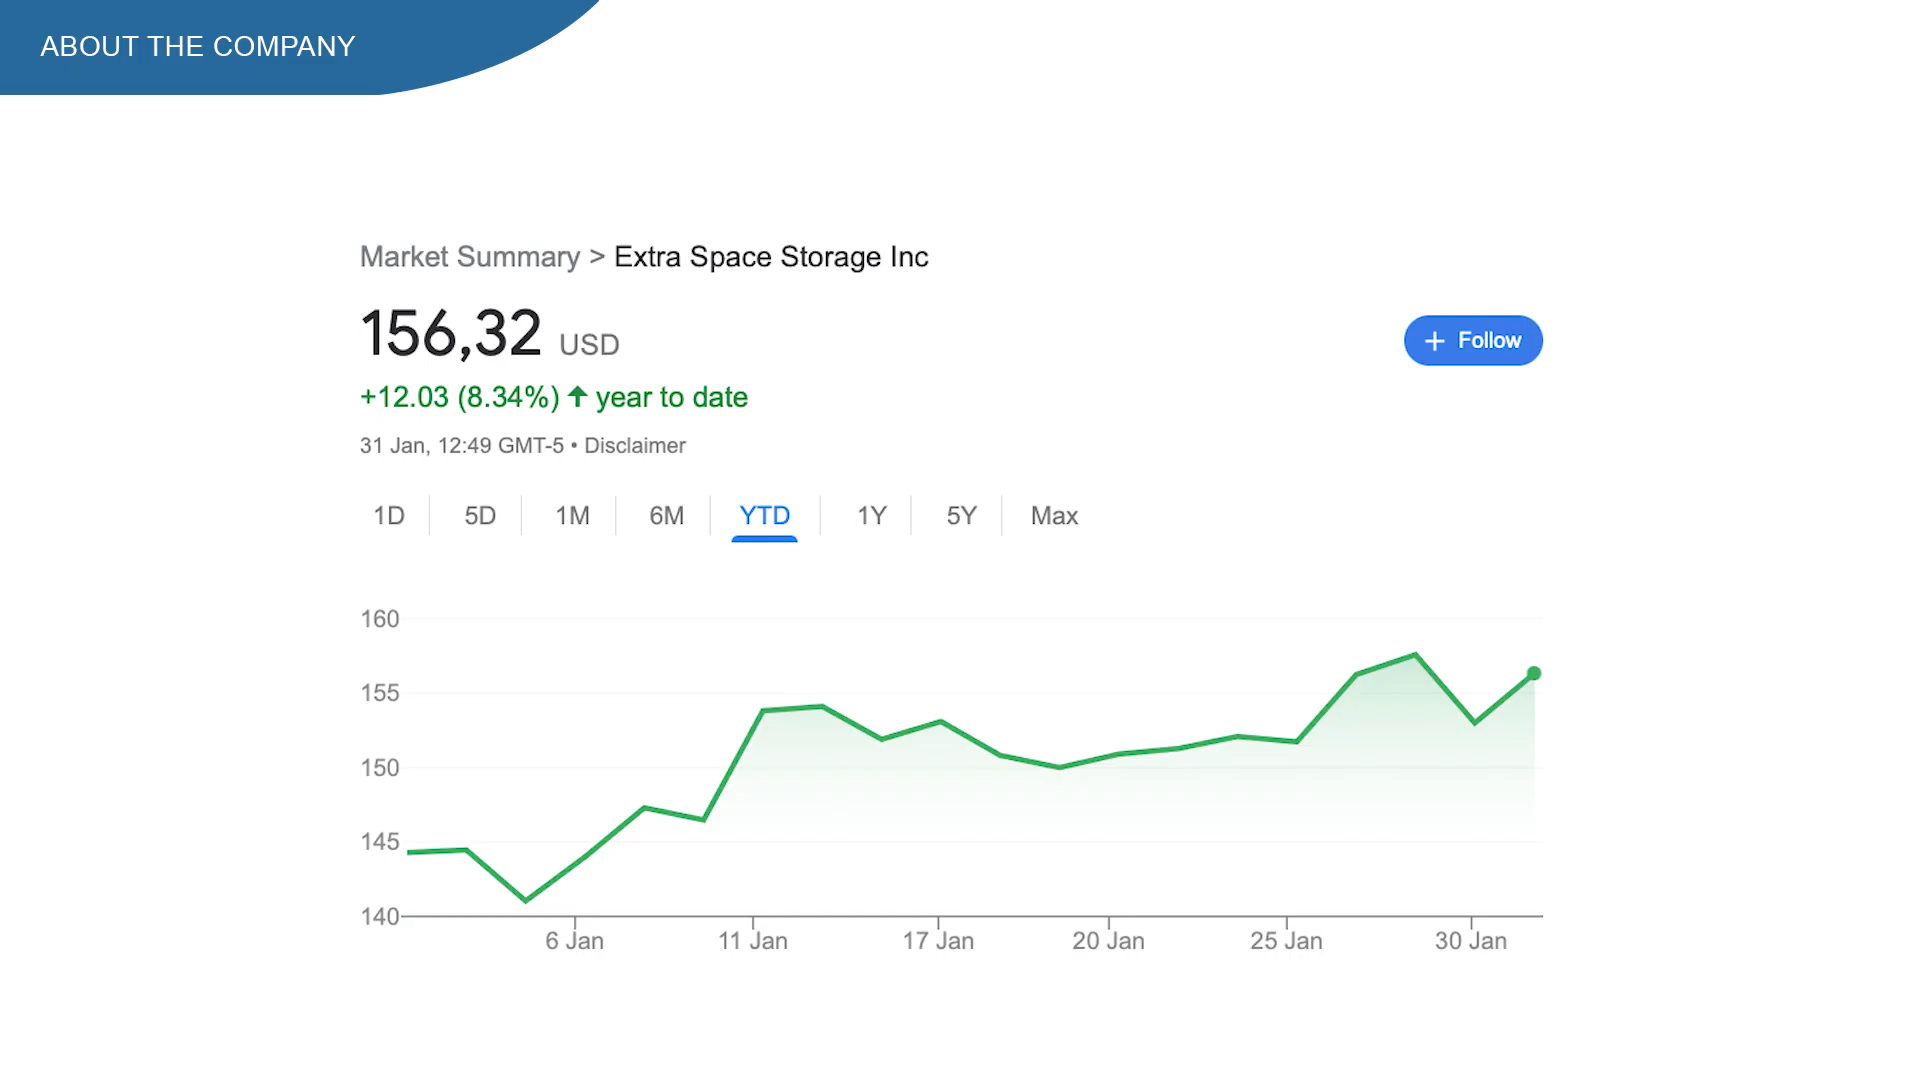 ABOUT THE COMPANY
Market Summary > Extra Space Storage Inc
156,32 USD
+ Follow
+12.03 (8.34%) ↑ year to date
31 Jan, 12:49 GMT-5 • Disclaimer
1D 5D 1M 6M YTD 1Y 5Y Max
160
155
150
145
140
6 Jan 11 Jan 17 Jan 20 Jan 25 Jan 30 Jan